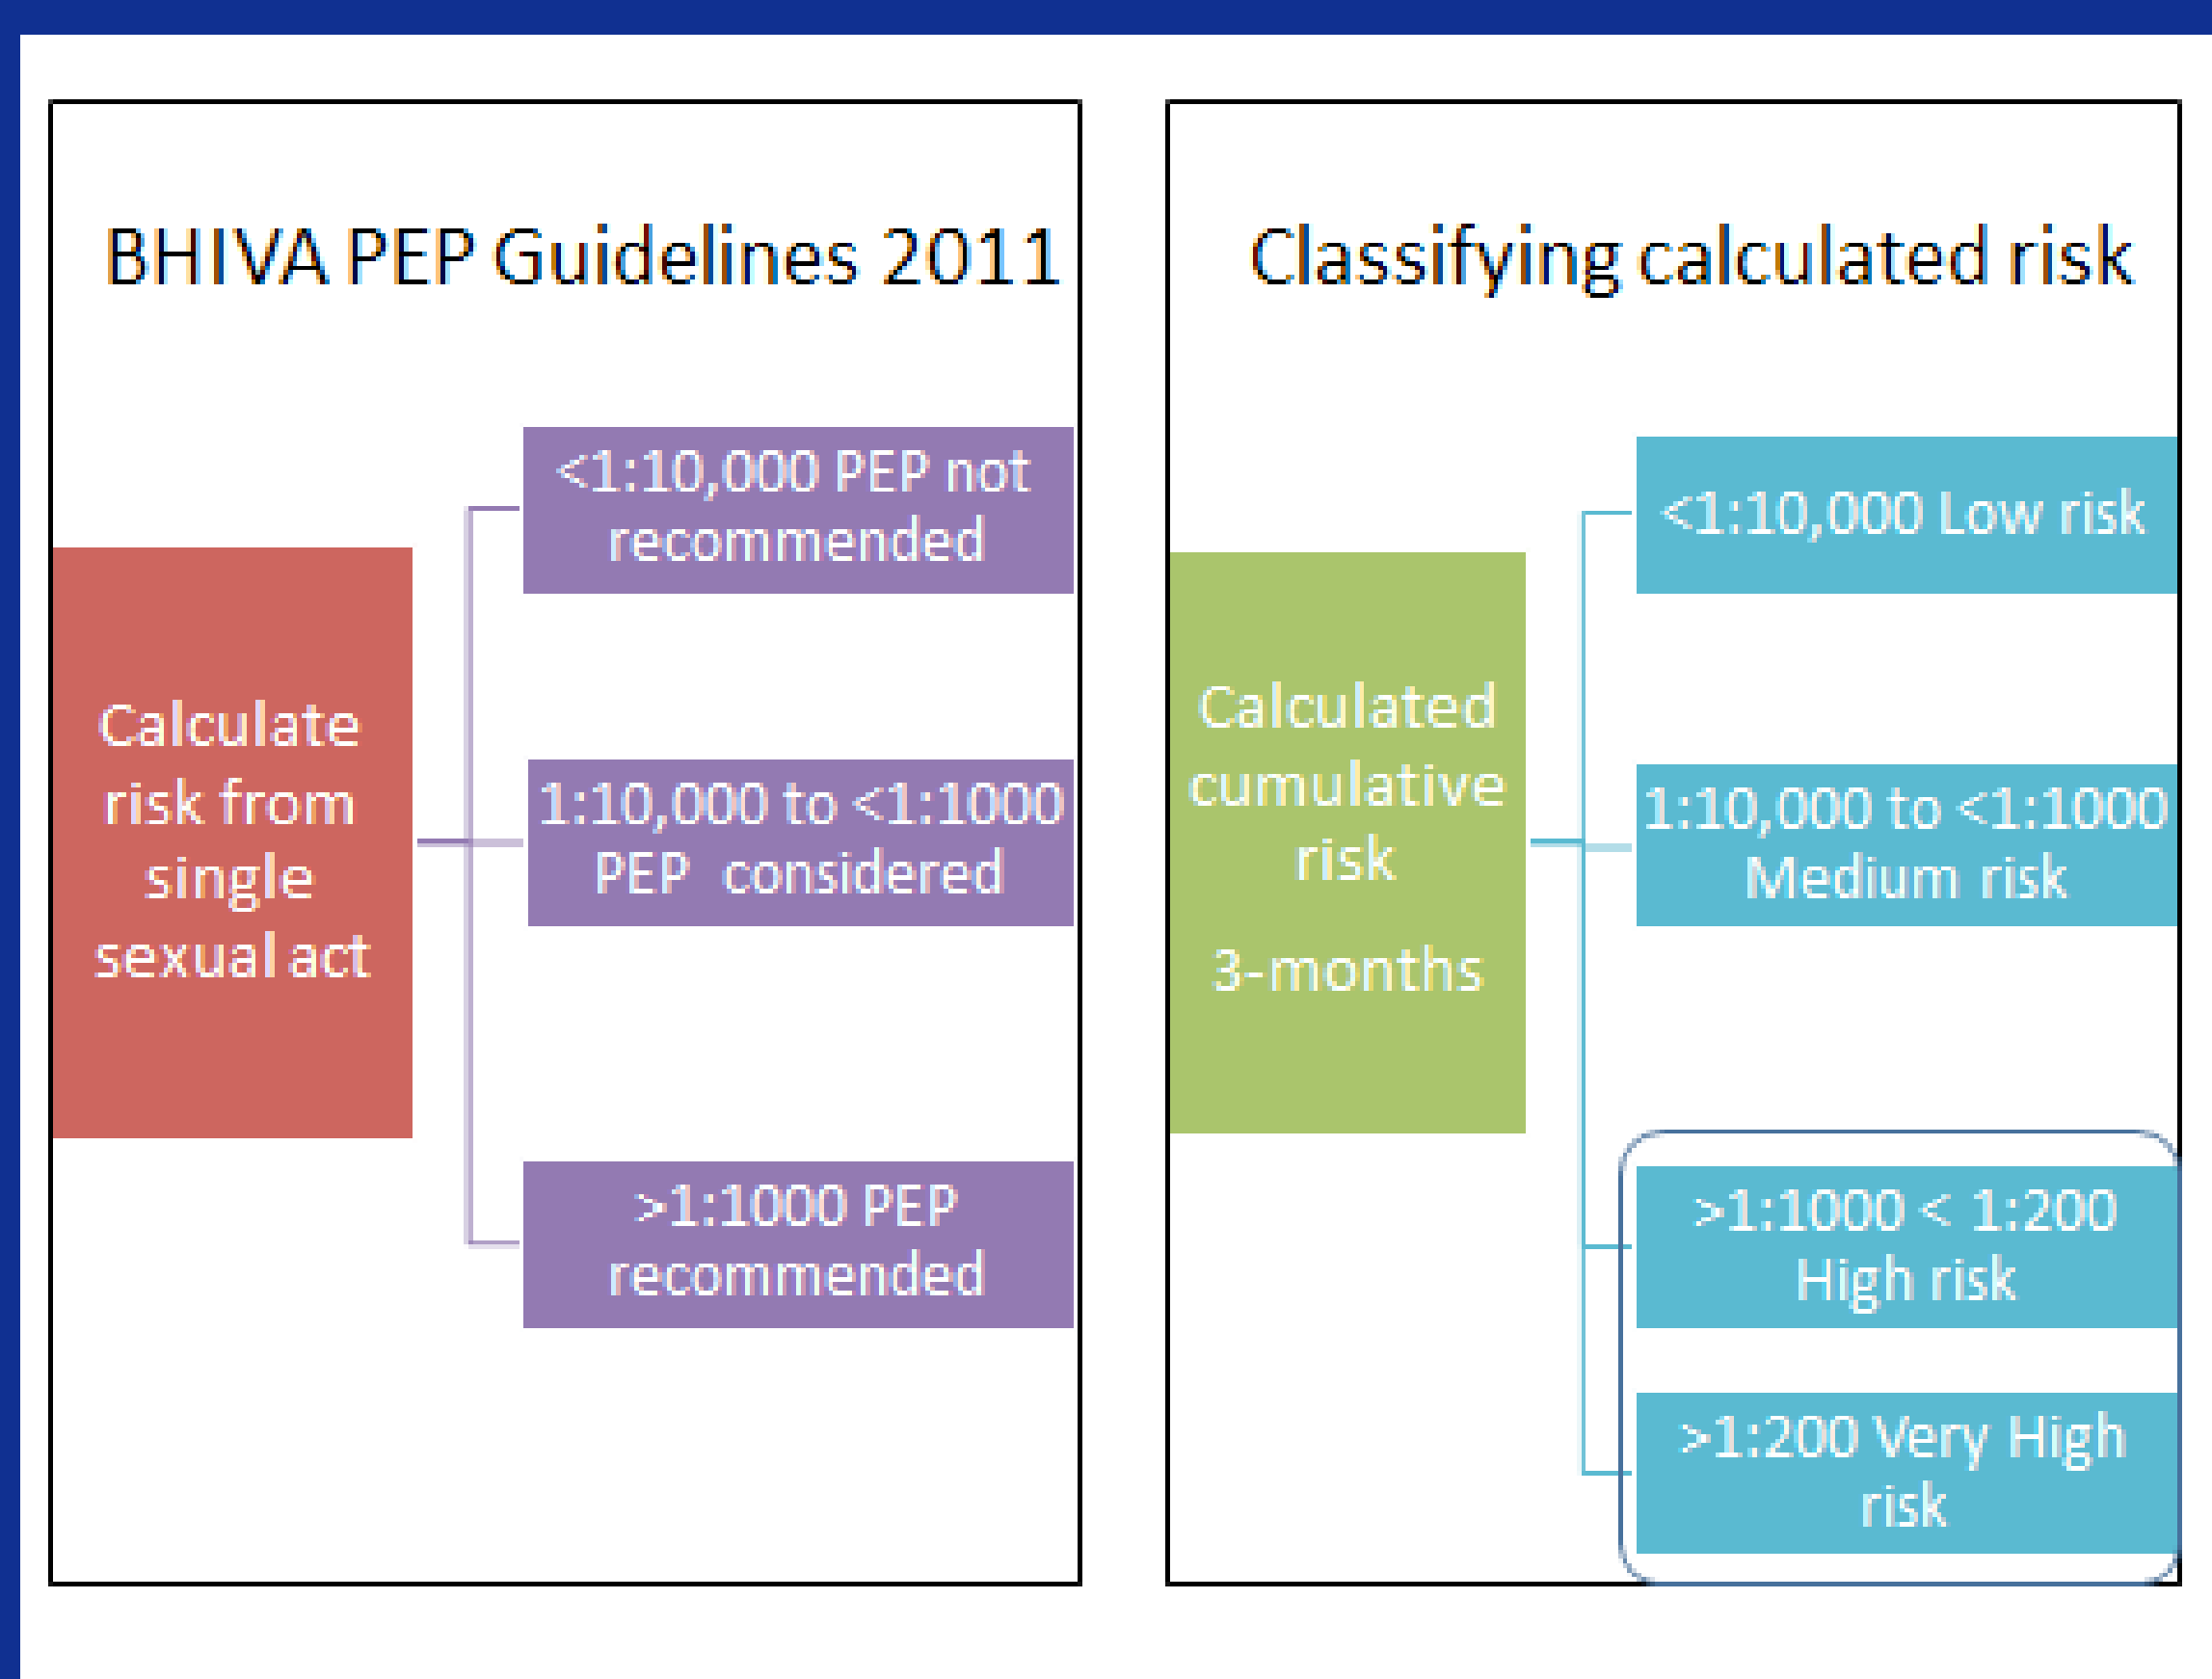 BHIVA PEP Guidelines 2011
Calculate
risk from
single
sexual act
<1:10,000 PEP not
recommended
1:10,000 to <1:1000
PEP considered
>1:1000 PEP
recommended
Classifying calculated risk
Calculated
cumulative
risk
3-months
<1:10,000 Low risk
1:10,000 to <1:1000
Medium risk
>1:1000 < 1:200
High risk
>1:200 Very High
risk